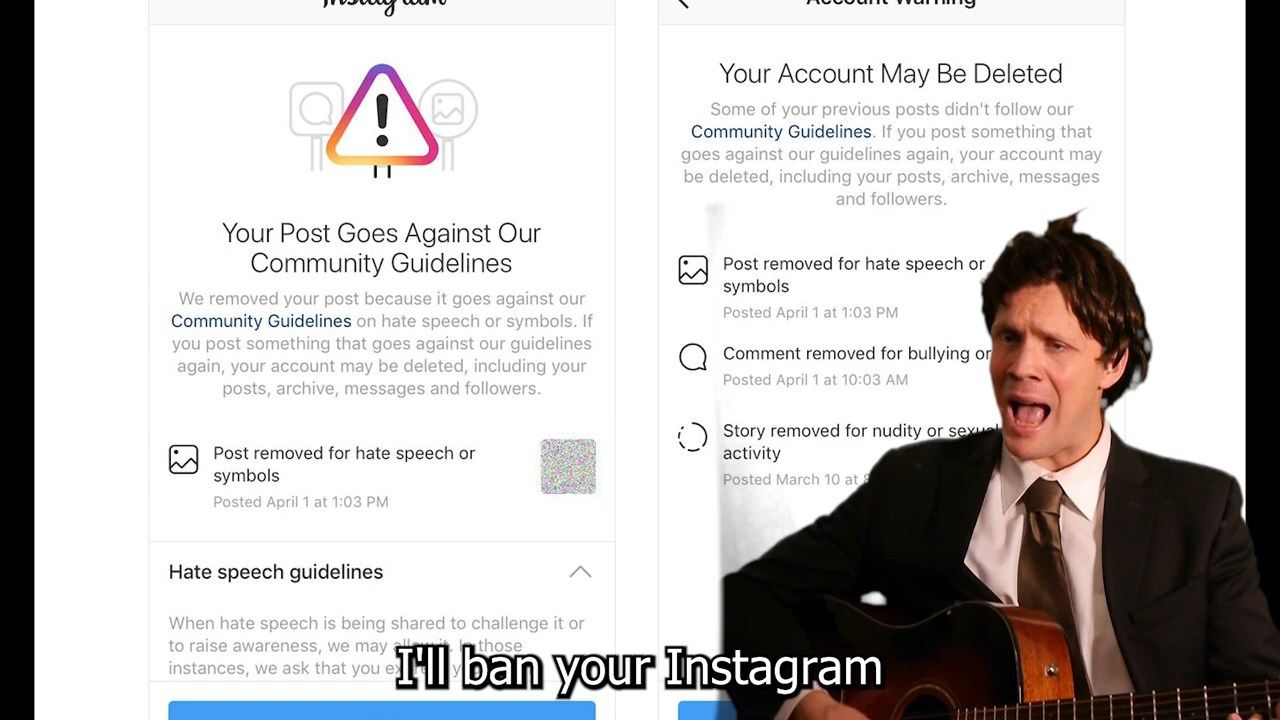 Instagram
Your Post Goes Against Our
Community Guidelines
We removed your post because it goes against our
Community Guidelines on hate speech or symbols. If
you post something that goes against our guidelines
again, your account may be deleted, including your
posts, archive, messages and followers.
Post removed for hate speech or
symbols
Posted April 1 at 1:03 PM
Hate speech guidelines
When hate speech is being shared to challenge it or
to raise awareness, we may allow it. In those
instances, we ask that you
Account Warning
Your Account May Be Deleted
Some of your previous posts didn't follow our
Community Guidelines. If you post something that
goes against our guidelines again, your account may
be deleted, including your posts, archive, messages
and followers.
Post removed for hate speech or
symbols
Posted April 1 at 1:03 PM
Comment removed for bullying or
Posted April 1 at 10:03 AM
Story removed for nudity or sexual
activity
Posted March 10 at
I'll ban your Instagram